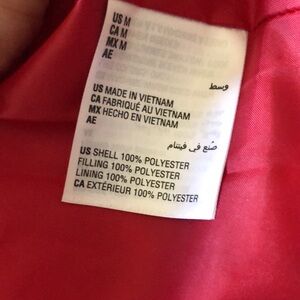 US M
CA M
MX M
AE
وسط
US MADE IN VIETNAM
CA FABRIQUÉ AU VIETNAM
MX HECHO EN VIETNAM
AE
صُنع في فيتنام
US SHELL 100% POLYESTER
FILLING 100% POLYESTER
LINING 100% POLYESTER
CA EXTÉRIEUR 100% POLYESTER